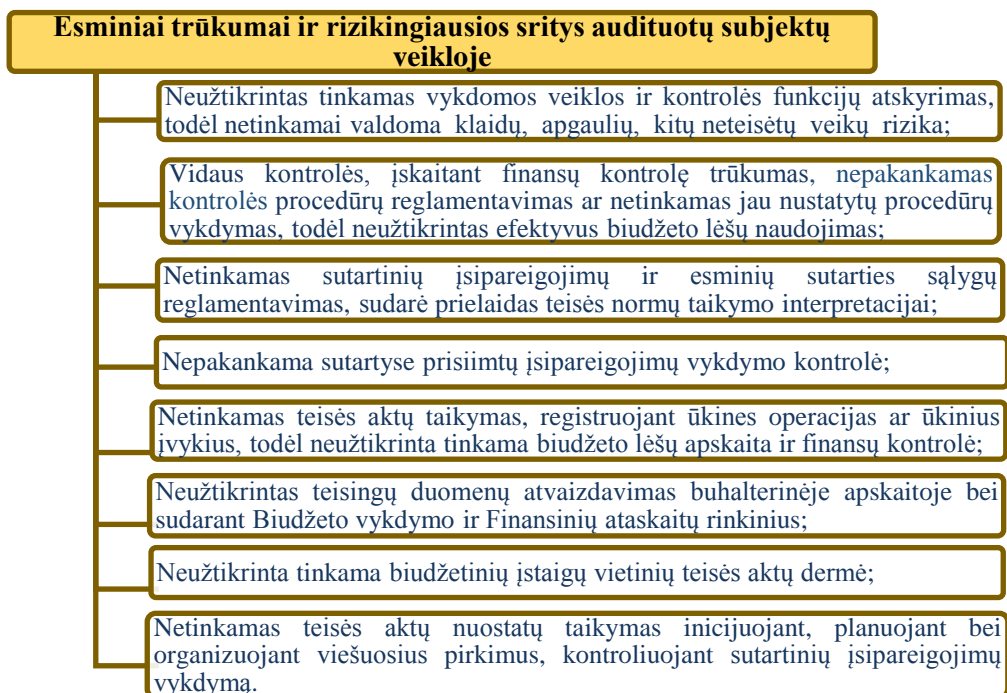 Esminiai trūkumai ir rizikingiausios sritys audituotų subjektų
veikloje
Neužtikrintas tinkamas vykdomos veiklos ir kontrolės funkcijų atskyrimas,
todėl netinkamai valdoma klaidų, apgaulių, kitų neteisėtų veikų rizika;
Vidaus kontrolės, įskaitant finansų kontrolę trūkumas, nepakankamas
kontrolės procedūrų reglamentavimas ar netinkamas jau nustatytų procedūrų
vykdymas, todėl neužtikrintas efektyvus biudžeto lėšų naudojimas;
Netinkamas sutartinių įsipareigojimų ir esminių sutarties sąlygų
reglamentavimas, sudarė prielaidas teisės normų taikymo interpretacijai;
Nepakankama sutartyse prisiimtų įsipareigojimų vykdymo kontrolė;
Netinkamas teisės aktų taikymas, registruojant ūkines operacijas ar ūkinius
įvykius, todėl neužtikrinta tinkama biudžeto lėšų apskaita ir finansų kontrolė;
Neužtikrintas teisingų duomenų atvaizdavimas buhalterinėje apskaitoje bei
sudarant Biudžeto vykdymo ir Finansinių ataskaitų rinkinius;
Neužtikrinta tinkama biudžetinių įstaigų vietinių teisės aktų dermė;
Netinkamas teisės aktų nuostatų taikymas inicijuojant, planuojant bei
organizuojant viešuosius pirkimus, kontroliuojant sutartinių įsipareigojimų
vykdymą.